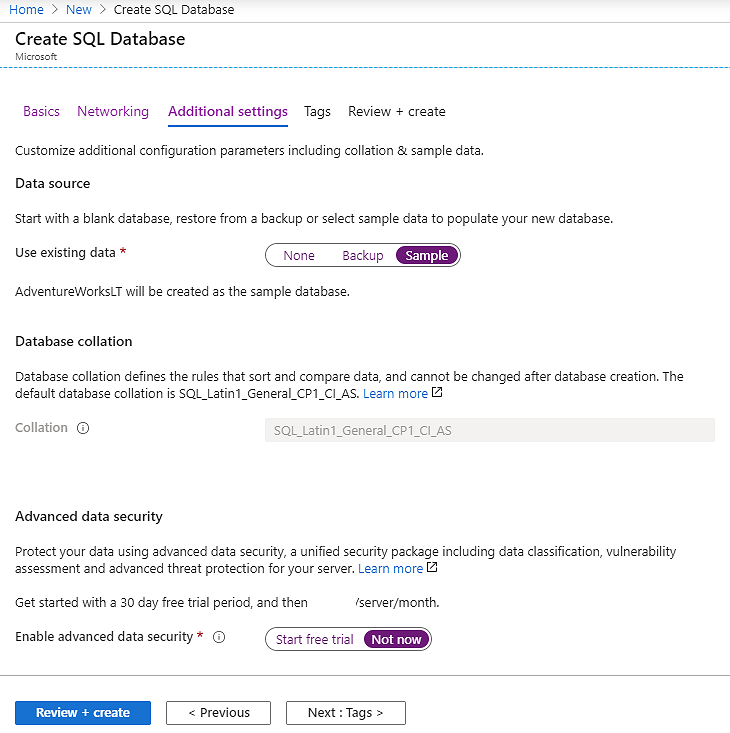 Home > New > Create SQL Database
Create SQL Database
Microsoft
Basics Networking Additional settings Tags Review + create
Customize additional configuration parameters including collation & sample data.
Data source
Start with a blank database, restore from a backup or select sample data to populate your new database.
Use existing data * None Backup Sample
AdventureWorksLT will be created as the sample database.
Database collation
Database collation defines the rules that sort and compare data, and cannot be changed after database creation. The
default database collation is SQL_Latin1_General_CP1_CI_AS. Learn more
Collation SQL_Latin1_General_CP1_CI_AS
Advanced data security
Protect your data using advanced data security, a unified security package including data classification, vulnerability
assessment and advanced threat protection for your server. Learn more
Get started with a 30 day free trial period, and then /server/month.
Enable advanced data security * Start free trial Not now
Review + create < Previous Next : Tags >